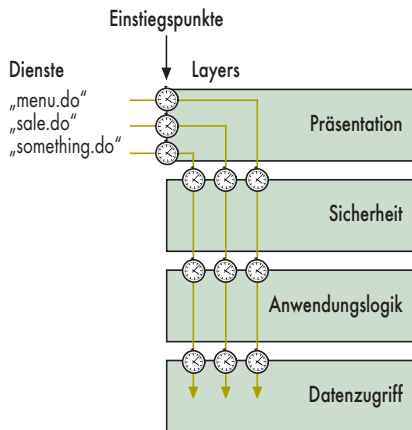 Einstiegspunkte
Dienste
Layers
„menu.do“
„sale.do“
„something.do“
Präsentation
Sicherheit
Anwendungslogik
Datenzugriff